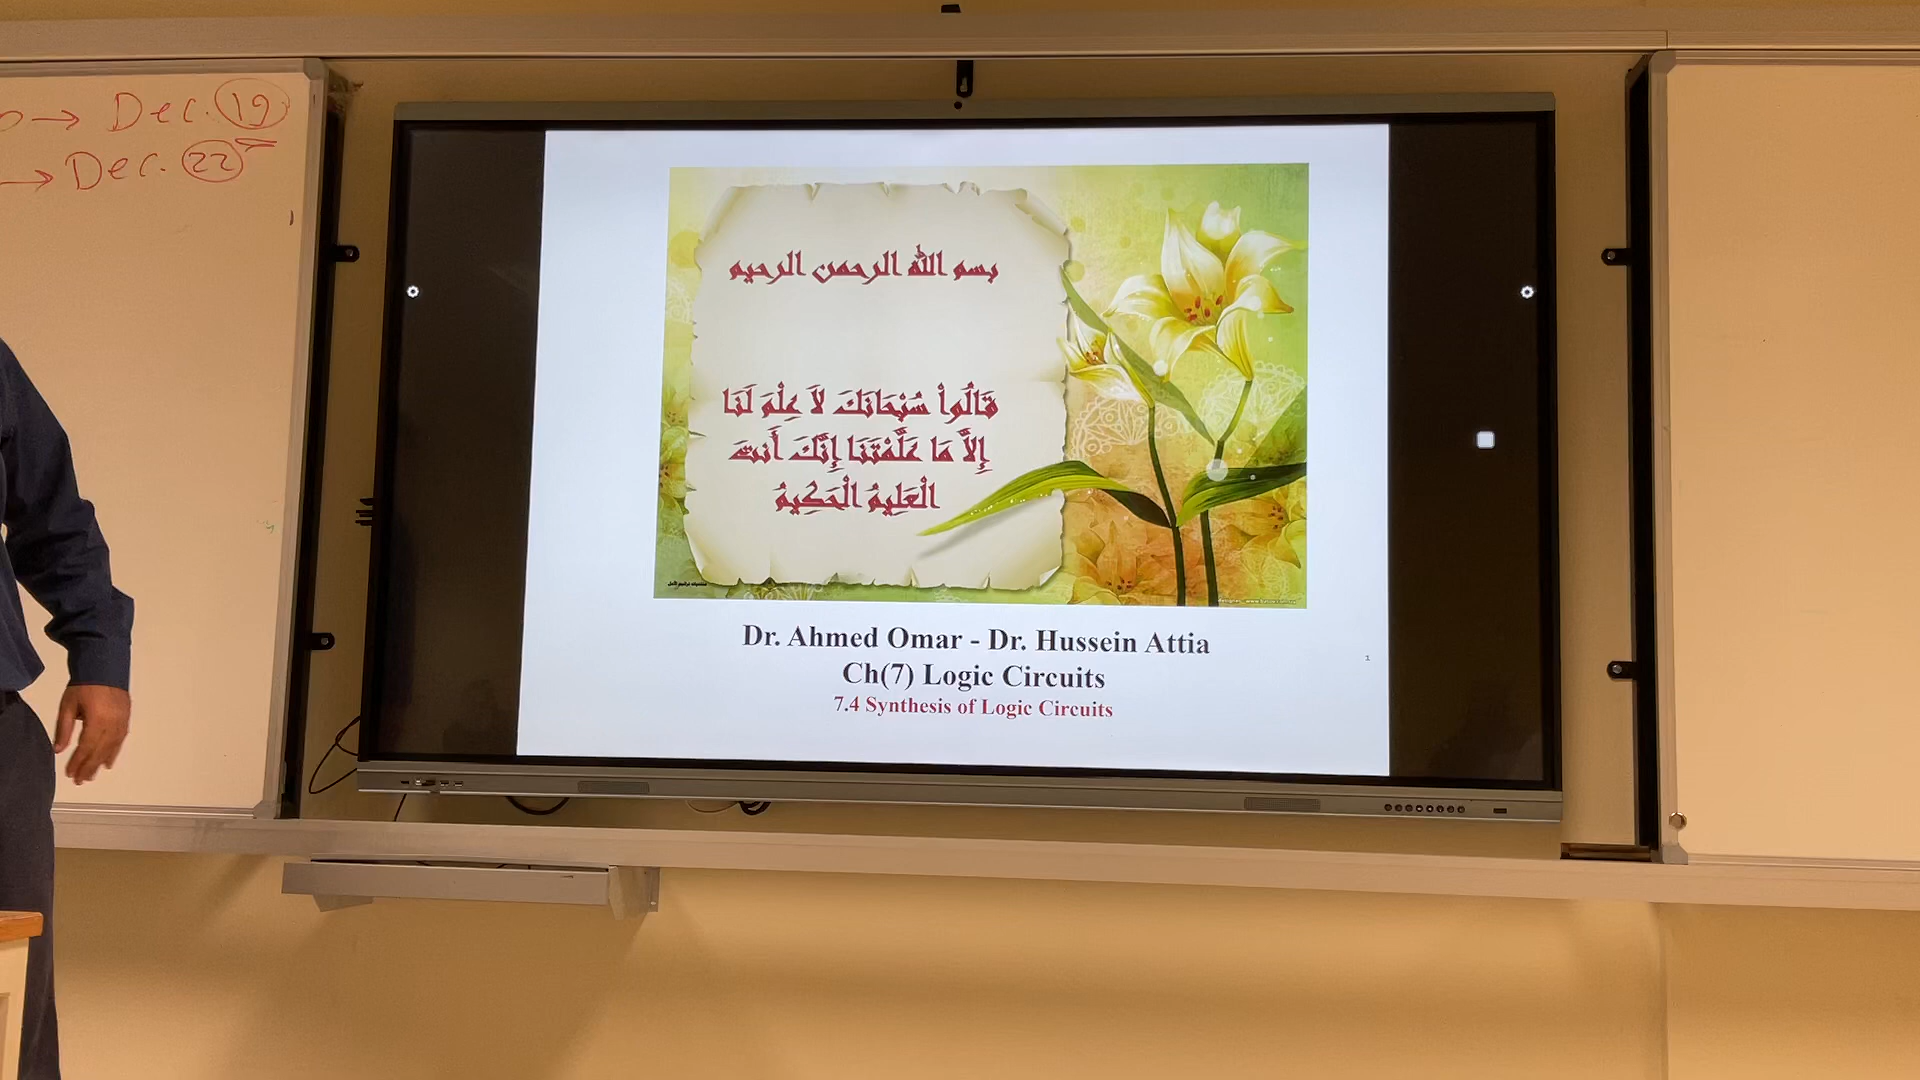 → Dec. 19
→ Dec. 22
بسم الله الرحمن الرحيم
قَالُواْ سُبْحَانَكَ لاَ عِلْمَ لَنَا
إِلاَّ مَا عَلَّمْتَنَا إِنَّكَ أَنتَ
الْعَلِيمُ الْحَكِيمُ
Dr. Ahmed Omar - Dr. Hussein Attia
Ch(7) Logic Circuits
7.4 Synthesis of Logic Circuits
1